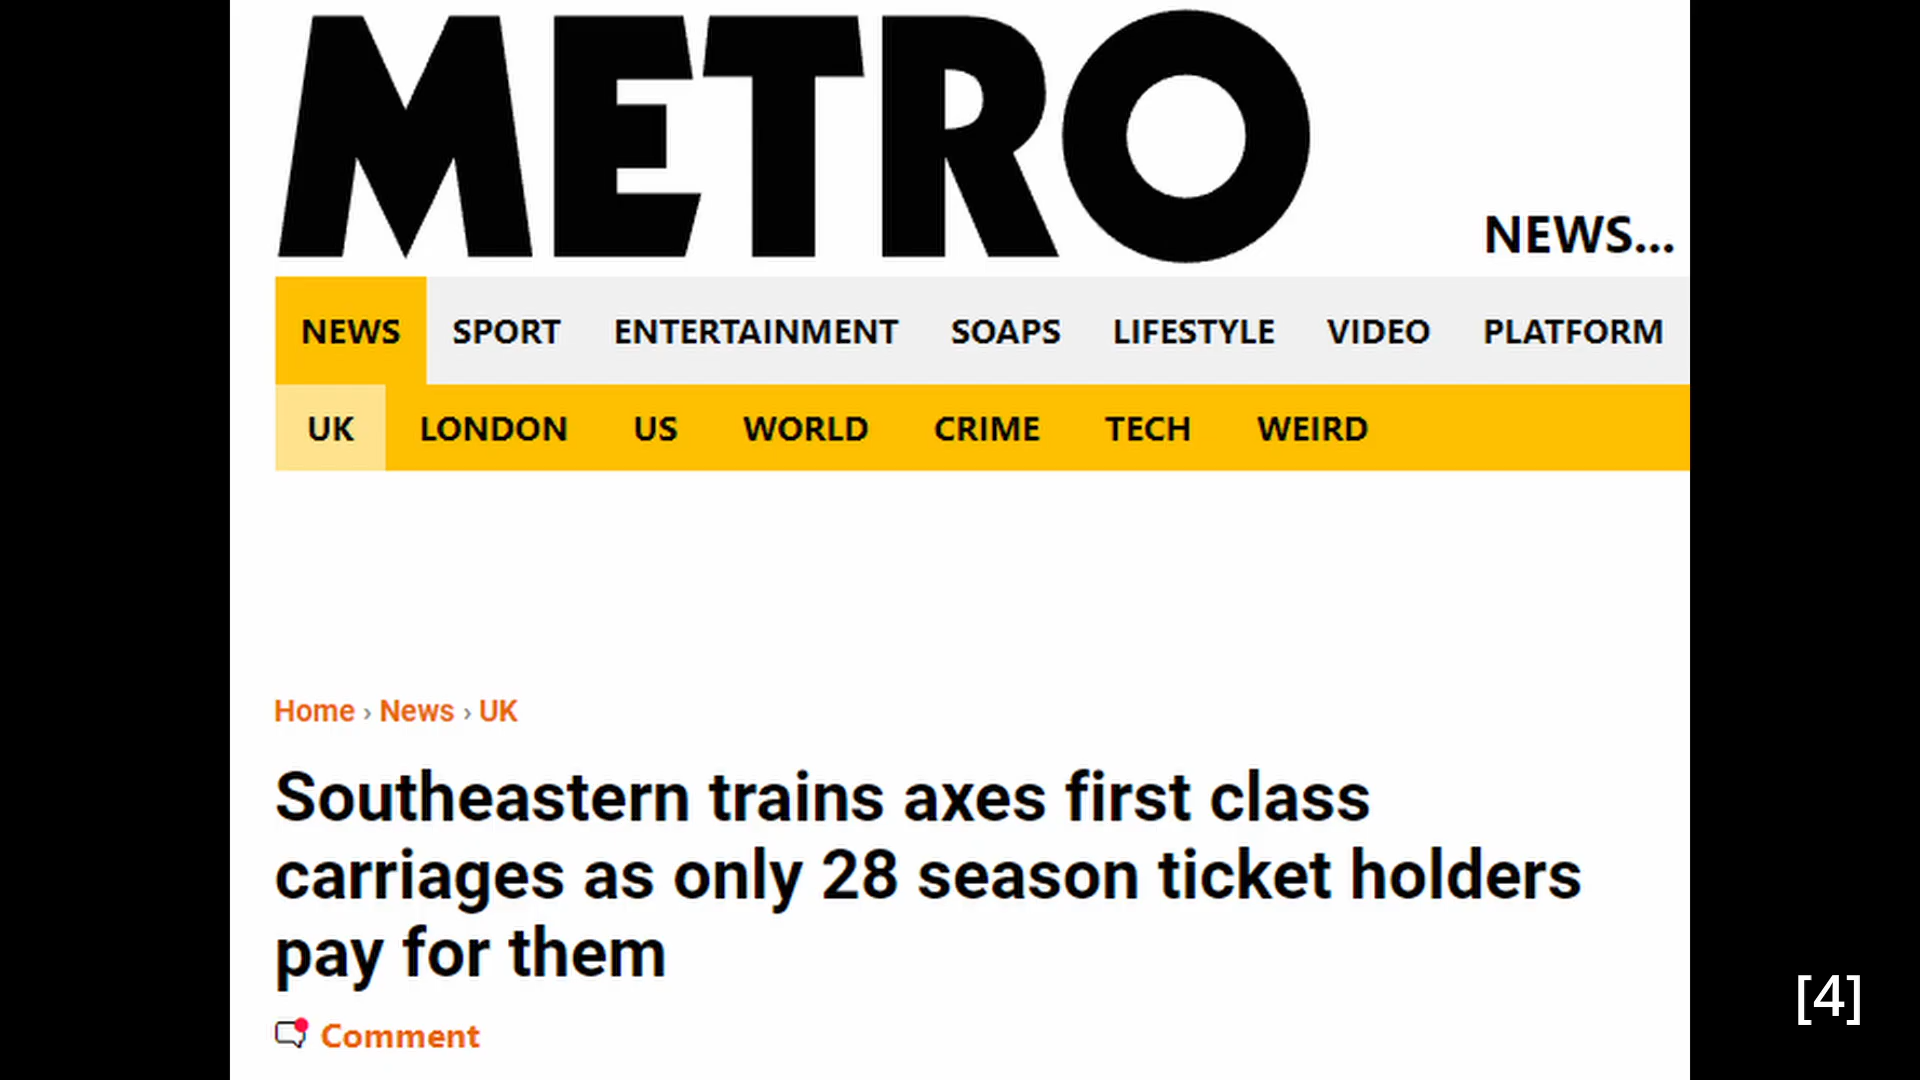 METRO
NEWS...
NEWS SPORT ENTERTAINMENT SOAPS LIFESTYLE VIDEO PLATFORM
UK LONDON US WORLD CRIME TECH WEIRD
Home › News › UK
Southeastern trains axes first class
carriages as only 28 season ticket holders
pay for them
Comment
[4]